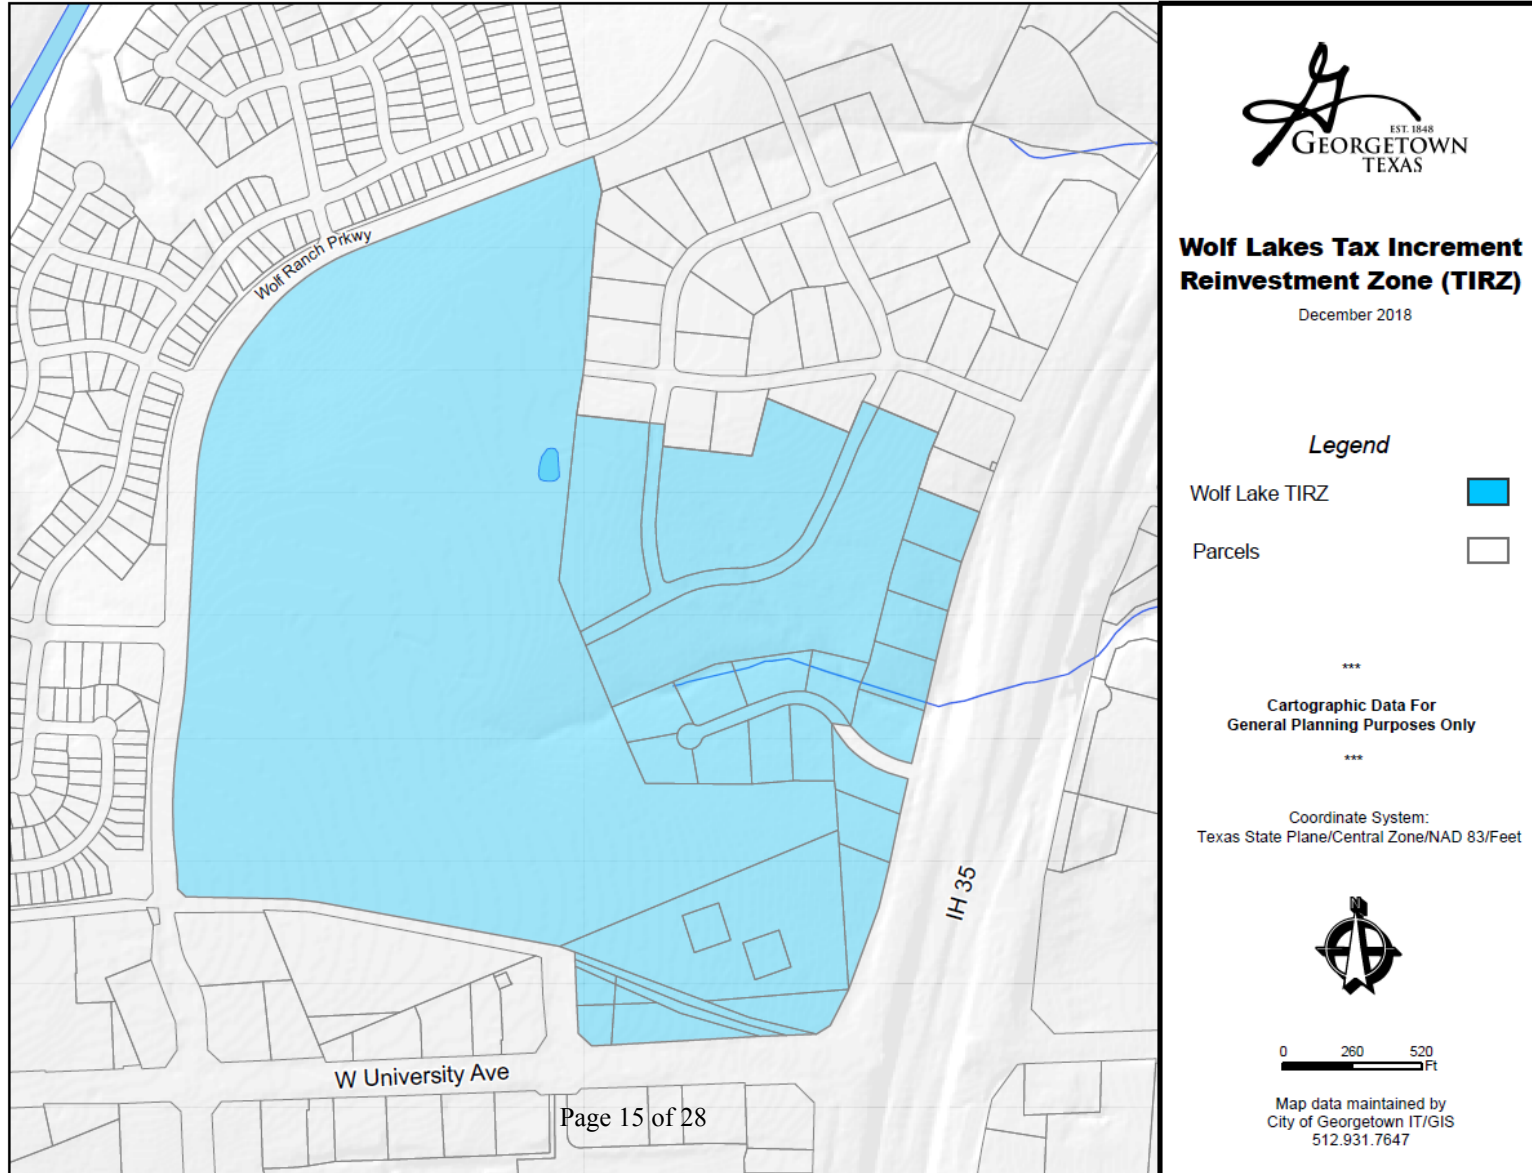 Wolf Ranch Prkwy
IH 35
W University Ave
Page 15 of 28
EST. 1848
GEORGETOWN
TEXAS
Wolf Lakes Tax Increment
Reinvestment Zone (TIRZ)
December 2018
Legend
Wolf Lake TIRZ
Parcels
***
Cartographic Data For
General Planning Purposes Only
***
Coordinate System:
Texas State Plane/Central Zone/NAD 83/Feet
N
0 260 520
Ft
Map data maintained by
City of Georgetown IT/GIS
512.931.7647